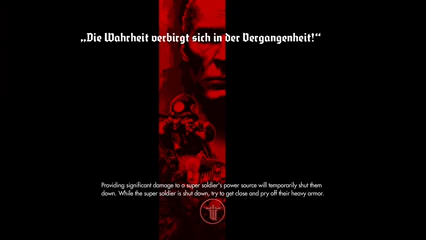 „Die Wahrheit verbirgt sich in der Vergangenheit!“
Providing significant damage to a super soldier's power source will temporarily shut them
down. While the super soldier is shut down, try to get close and pry off their heavy armor.